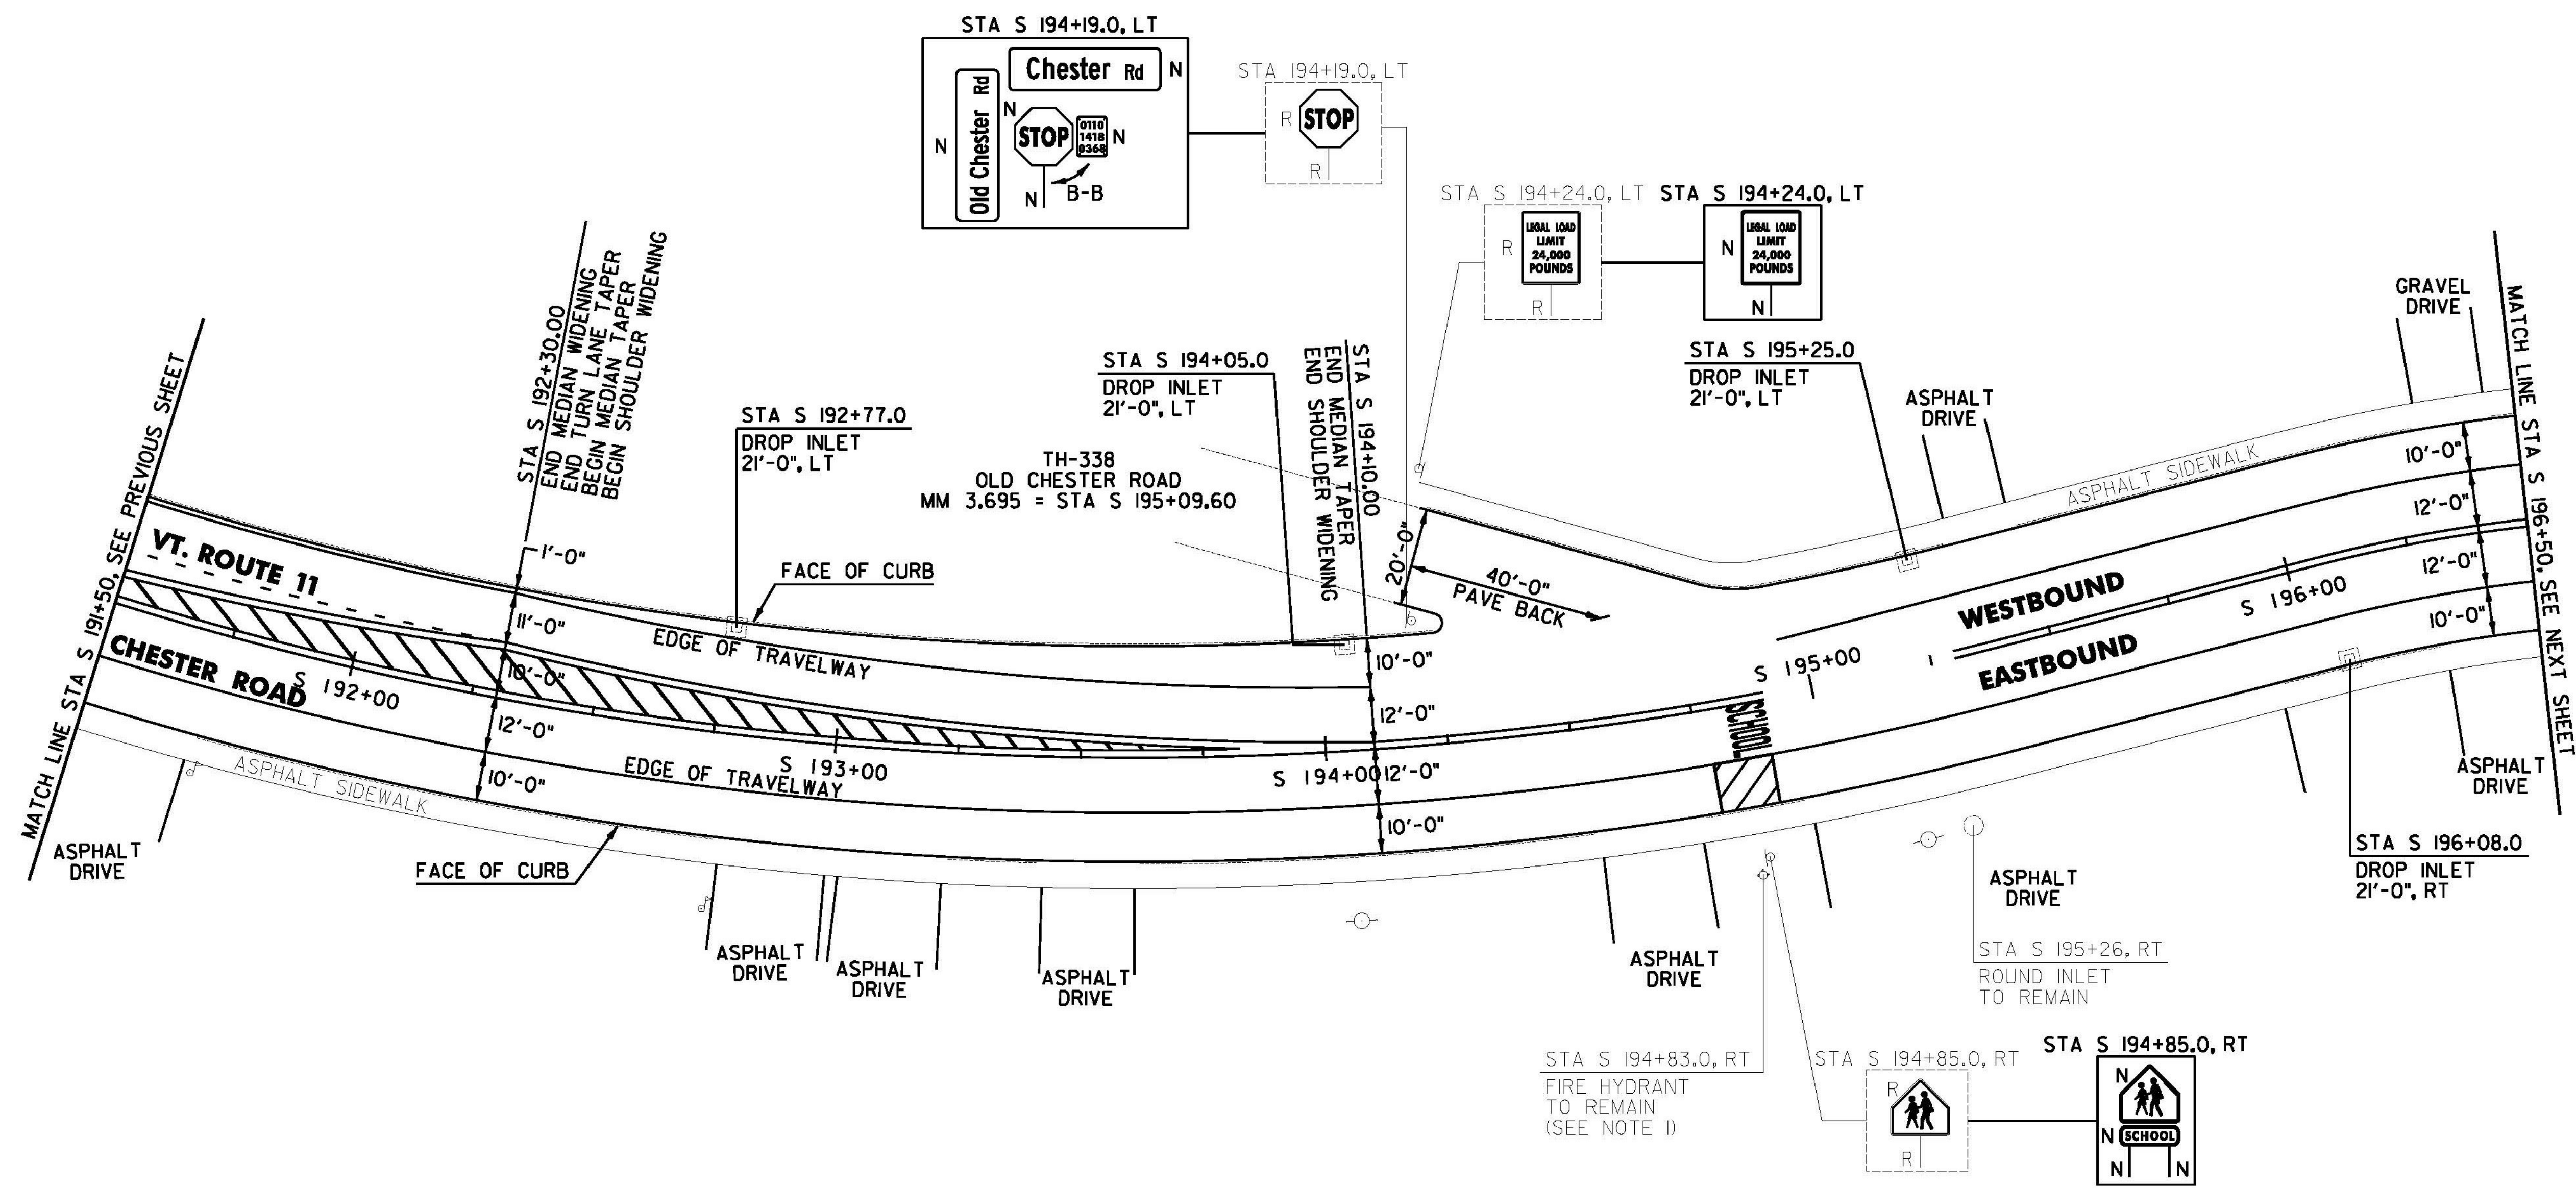 STA S 194+19.0, LT
Chester Rd
N
Old Chester Rd
N
N
STOP
0110
1418
0368
N
N
B-B
STA 194+19.0, LT
R
STOP
R
STA S 194+24.0, LT
R
LEGAL LOAD
LIMIT
24,000
POUNDS
R
STA S 194+24.0, LT
N
LEGAL LOAD
LIMIT
24,000
POUNDS
N
MATCH LINE STA S 191+50, SEE PREVIOUS SHEET
STA S 192+30.00
END MEDIAN WIDENING
END TURN LANE TAPER
BEGIN MEDIAN TAPER
BEGIN SHOULDER WIDENING
STA S 192+77.0
DROP INLET
21'-0", LT
FACE OF CURB
TH-338
OLD CHESTER ROAD
MM 3.695 = STA S 195+09.60
STA S 194+05.0
DROP INLET
21'-0", LT
STA S 194+10.00
END MEDIAN TAPER
END SHOULDER WIDENING
20'-0"
40'-0"
PAVE BACK
STA S 195+25.0
DROP INLET
21'-0", LT
ASPHALT
DRIVE
GRAVEL
DRIVE
ASPHALT SIDEWALK
MATCH LINE STA S 196+50, SEE NEXT SHEET
10'-0"
12'-0"
12'-0"
10'-0"
VT. ROUTE 11
CHESTER ROAD
S 192+00
1'-0"
11'-0"
10'-0"
12'-0"
10'-0"
EDGE OF TRAVELWAY
EDGE OF TRAVELWAY
S 193+00
S 194+00
10'-0"
12'-0"
12'-0"
10'-0"
SCHOOL
S 195+00
WESTBOUND
EASTBOUND
S 196+00
ASPHALT SIDEWALK
FACE OF CURB
ASPHALT
DRIVE
ASPHALT
DRIVE
ASPHALT
DRIVE
ASPHALT
DRIVE
ASPHALT
DRIVE
ASPHALT
DRIVE
ASPHALT
DRIVE
STA S 196+08.0
DROP INLET
21'-0", RT
STA S 195+26, RT
ROUND INLET
TO REMAIN
STA S 194+83.0, RT
FIRE HYDRANT
TO REMAIN
(SEE NOTE 1)
STA S 194+85.0, RT
R
R
STA S 194+85.0, RT
N
N
SCHOOL
N
N